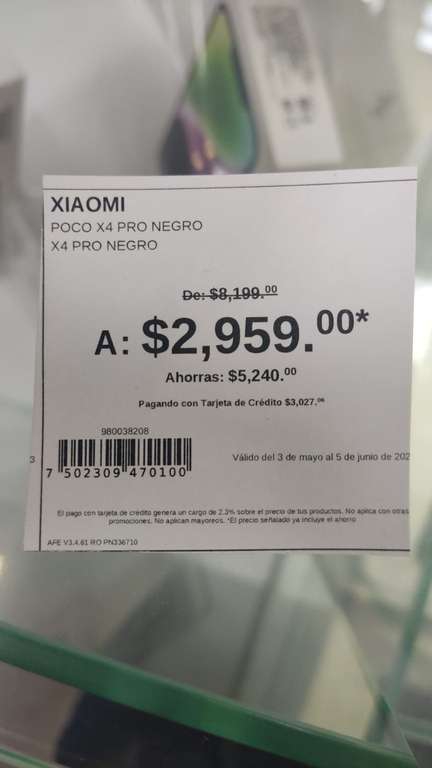 XIAOMI
POCO X4 PRO NEGRO
X4 PRO NEGRO
De: $8,199.00
A: $2,959.00*
Ahorras: $5,240.00
Pagando con Tarjeta de Crédito $3,027.06
980038208
7 502309 470100
3.
Válido del 3 de mayo al 5 de junio de 202
El pago con tarjeta de crédito genera un cargo de 2.3% sobre el precio de tus productos. No aplica con otras
promociones. No aplican mayoreos. *El precio señalado ya incluye el ahorro
AFE V3.4.61 RO PN336710